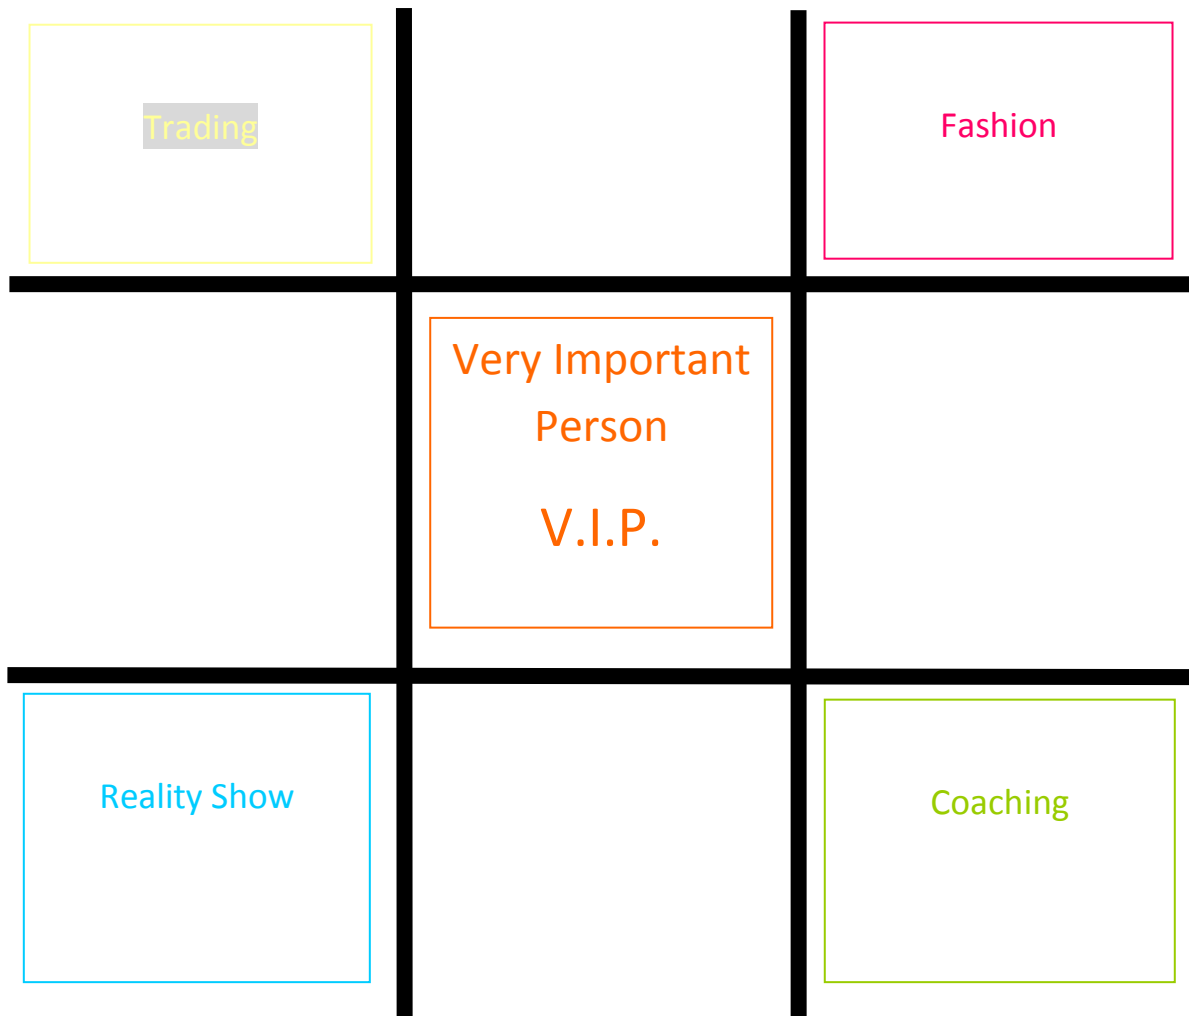 Trading
Fashion
Very Important
Person
V.I.P.
Reality Show
Coaching